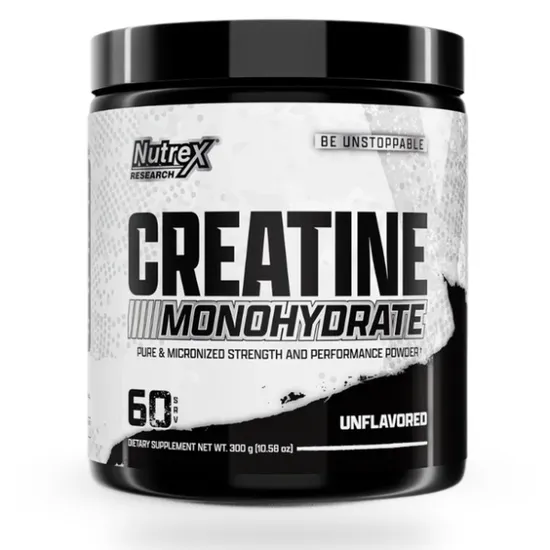 NUTREX
RESEARCH
BE UNSTOPPABLE
CREATINE
MONOHYDRATE
PURE & MICRONIZED STRENGTH AND PERFORMANCE POWDER†
60 SRV
UNFLAVORED
DIETARY SUPPLEMENT NET WT. 300 g (10.58 oz)